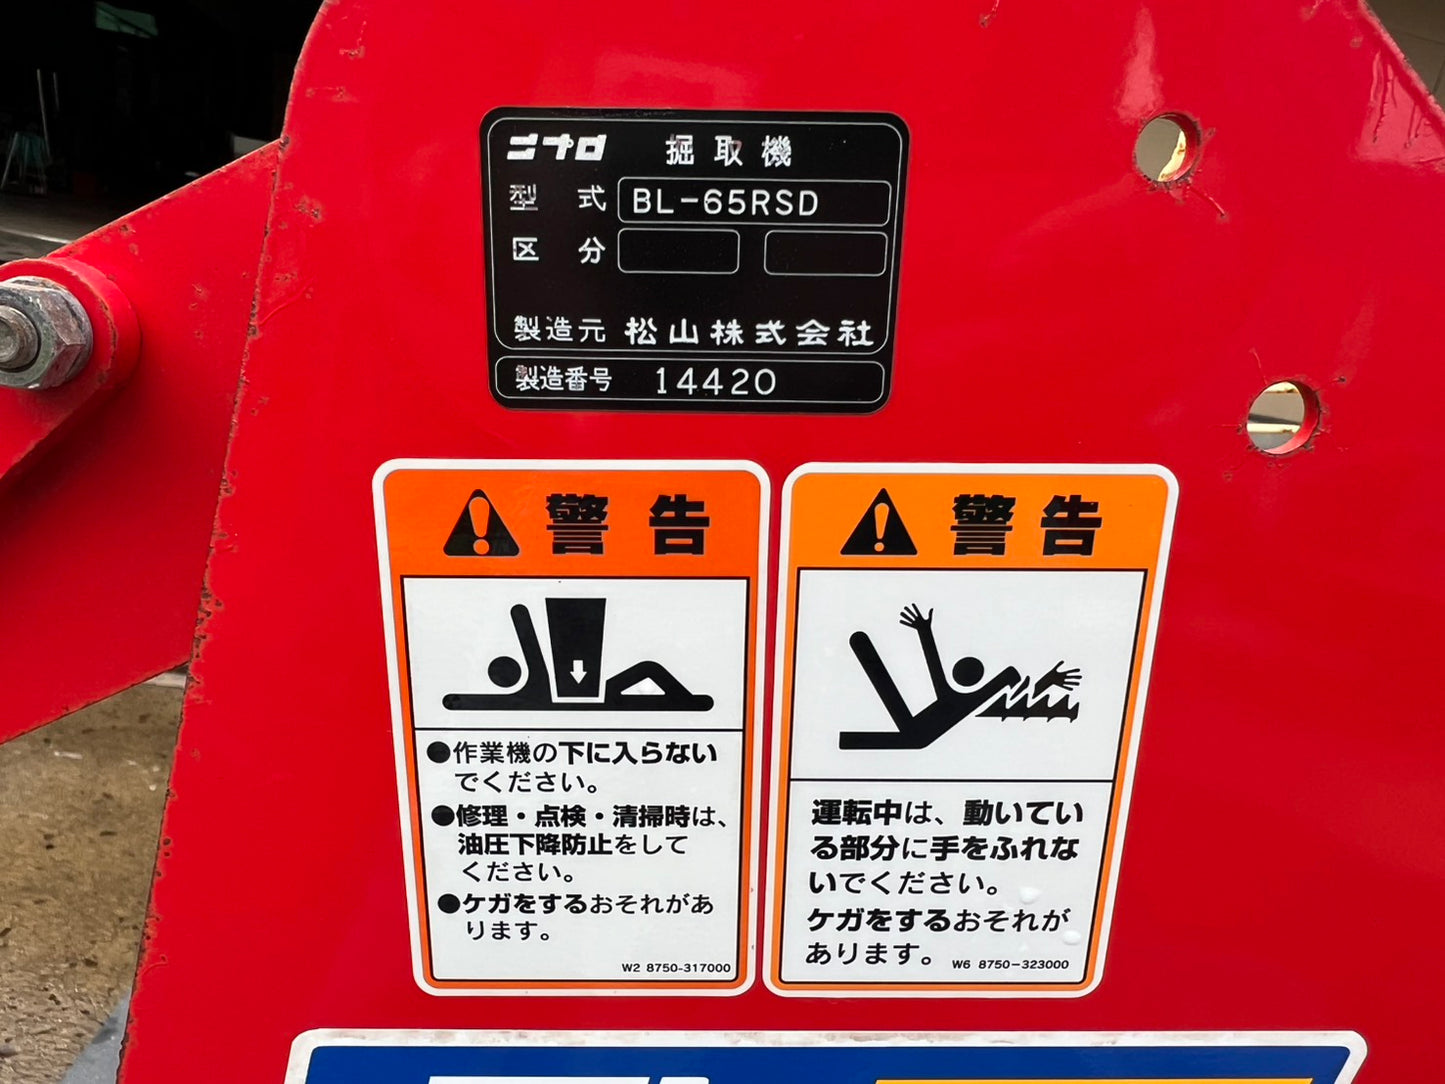 ニプロ 掘取機
型式 BL-65RSD
区分
製造元 松山株式会社
製造番号 14420
警告
●作業機の下に入らない
でください。
●修理・点検・清掃時は、
油圧下降防止をして
ください。
●ケガをするおそれがあ
ります。
W2 8750-317000
警告
運転中は、動いてい
る部分に手をふれな
いでください。
ケガをするおそれが
あります。
W6 8750-323000